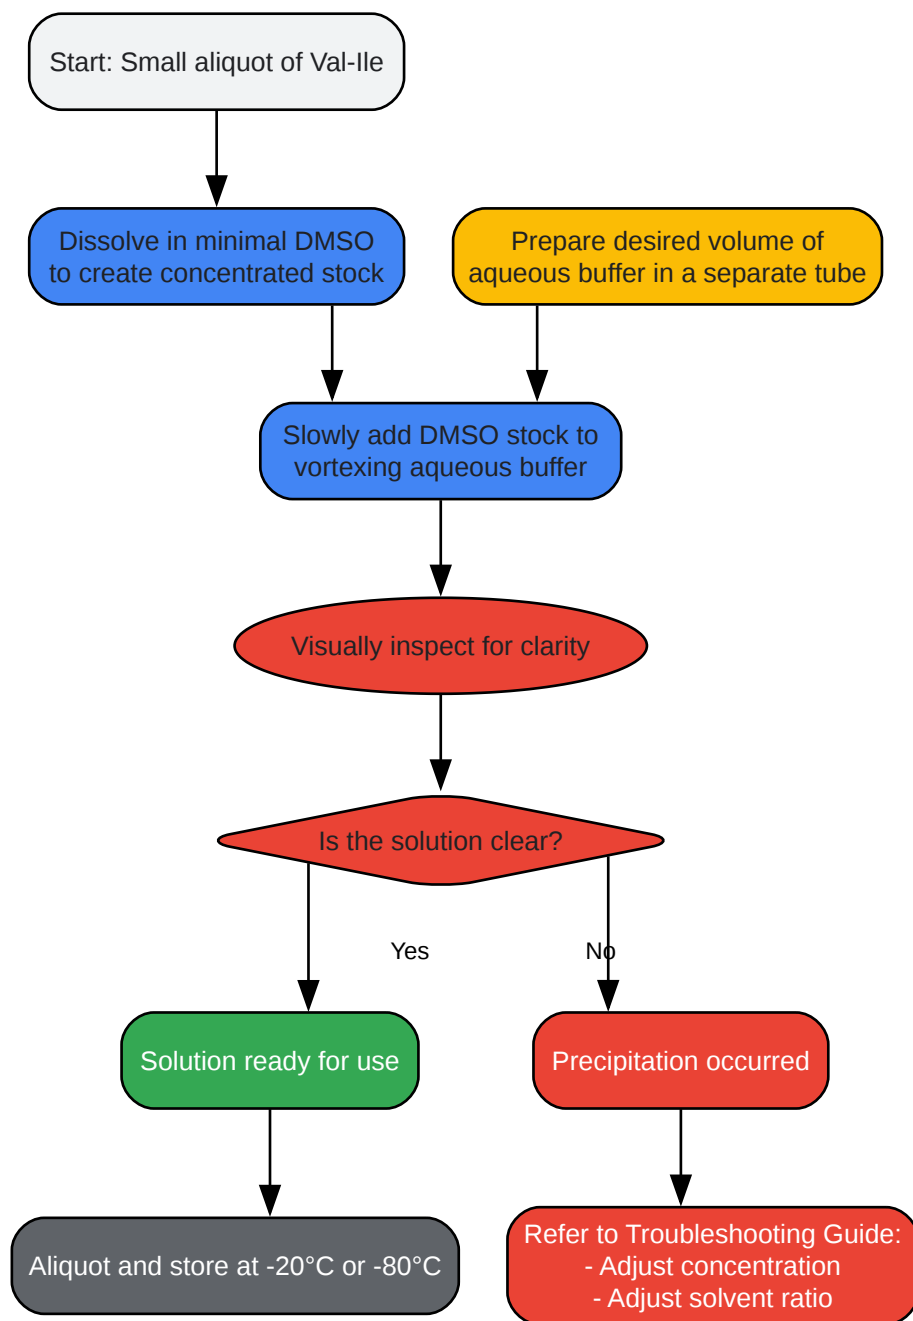 Start: Small aliquot of Val-Ile
Dissolve in minimal DMSO
to create concentrated stock
Prepare desired volume of
aqueous buffer in a separate tube
Slowly add DMSO stock to
vortexing aqueous buffer
Visually inspect for clarity
Is the solution clear?
Yes
No
Solution ready for use
Precipitation occurred
Aliquot and store at -20°C or -80°C
Refer to Troubleshooting Guide:
- Adjust concentration
- Adjust solvent ratio